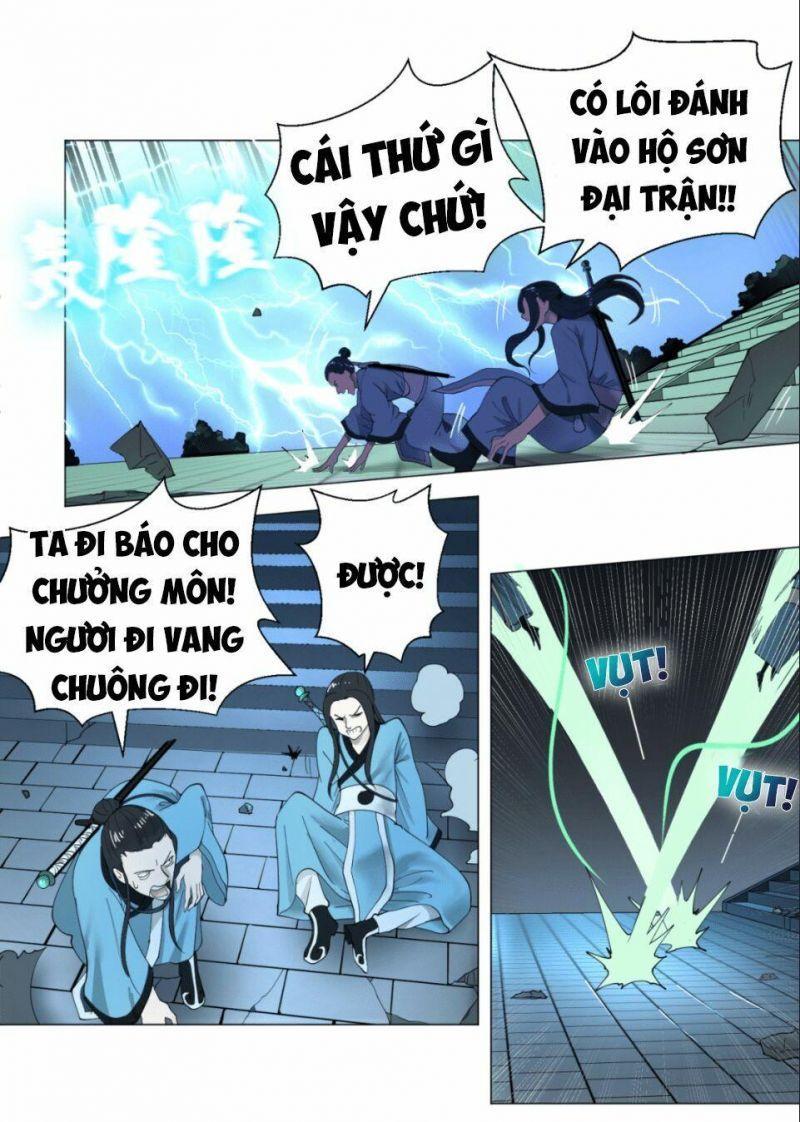 CÁI THỨ GÌ
VẬY CHỨ!
CÓ LÔI ĐÁNH
VÀO HỘ SƠN
ĐẠI TRẬN!!
轰隆隆
TA ĐI BÁO CHO
CHƯỞNG MÔN!
NGƯƠI ĐI VANG
CHUÔNG ĐI!
ĐƯỢC!
VỤT!
VỤT!